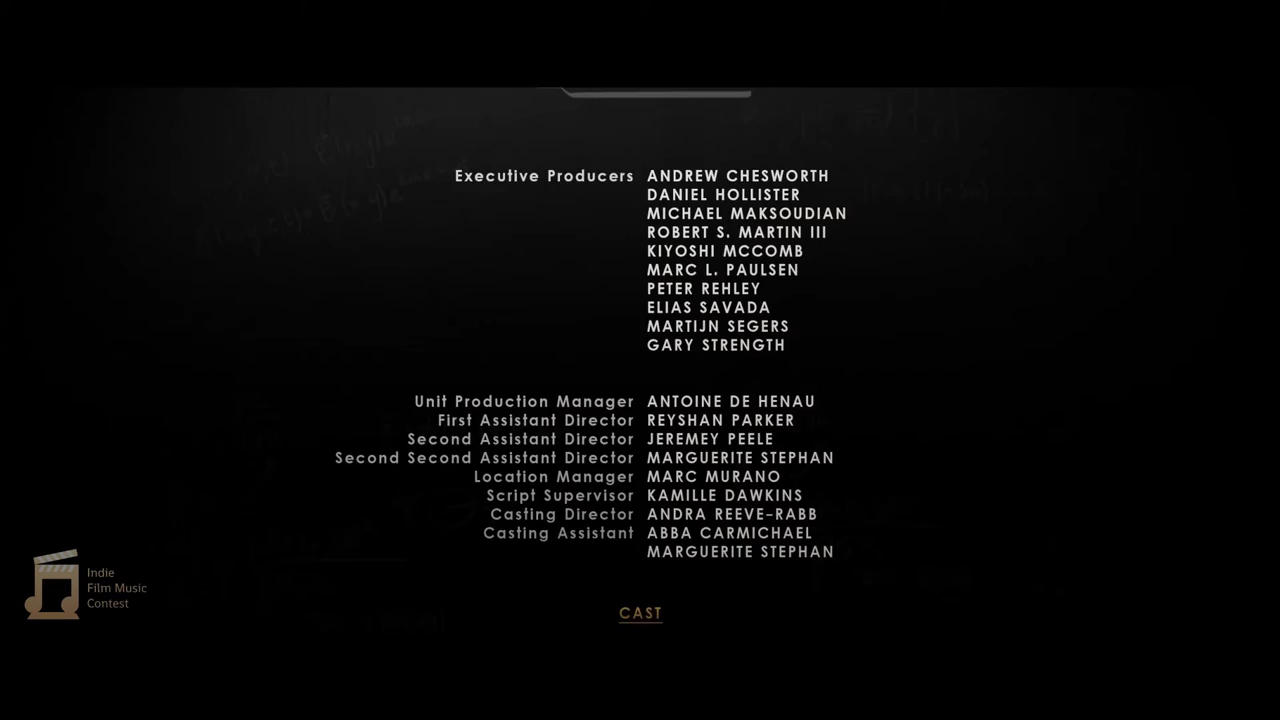 Executive Producers ANDREW CHESWORTH
DANIEL HOLLISTER
MICHAEL MAKSOUDIAN
ROBERT S. MARTIN III
KIYOSHI MCCOMB
MARC L. PAULSEN
PETER REHLEY
ELIAS SAVADA
MARTIJN SEGERS
GARY STRENGTH
Unit Production Manager ANTOINE DE HENAU
First Assistant Director REYSHAN PARKER
Second Assistant Director JEREMEY PEELE
Second Second Assistant Director MARGUERITE STEPHAN
Location Manager MARC MURANO
Script Supervisor KAMILLE DAWKINS
Casting Director ANDRA REEVE-RABB
Casting Assistant ABBA CARMICHAEL
MARGUERITE STEPHAN
Indie
Film Music
Contest
CAST